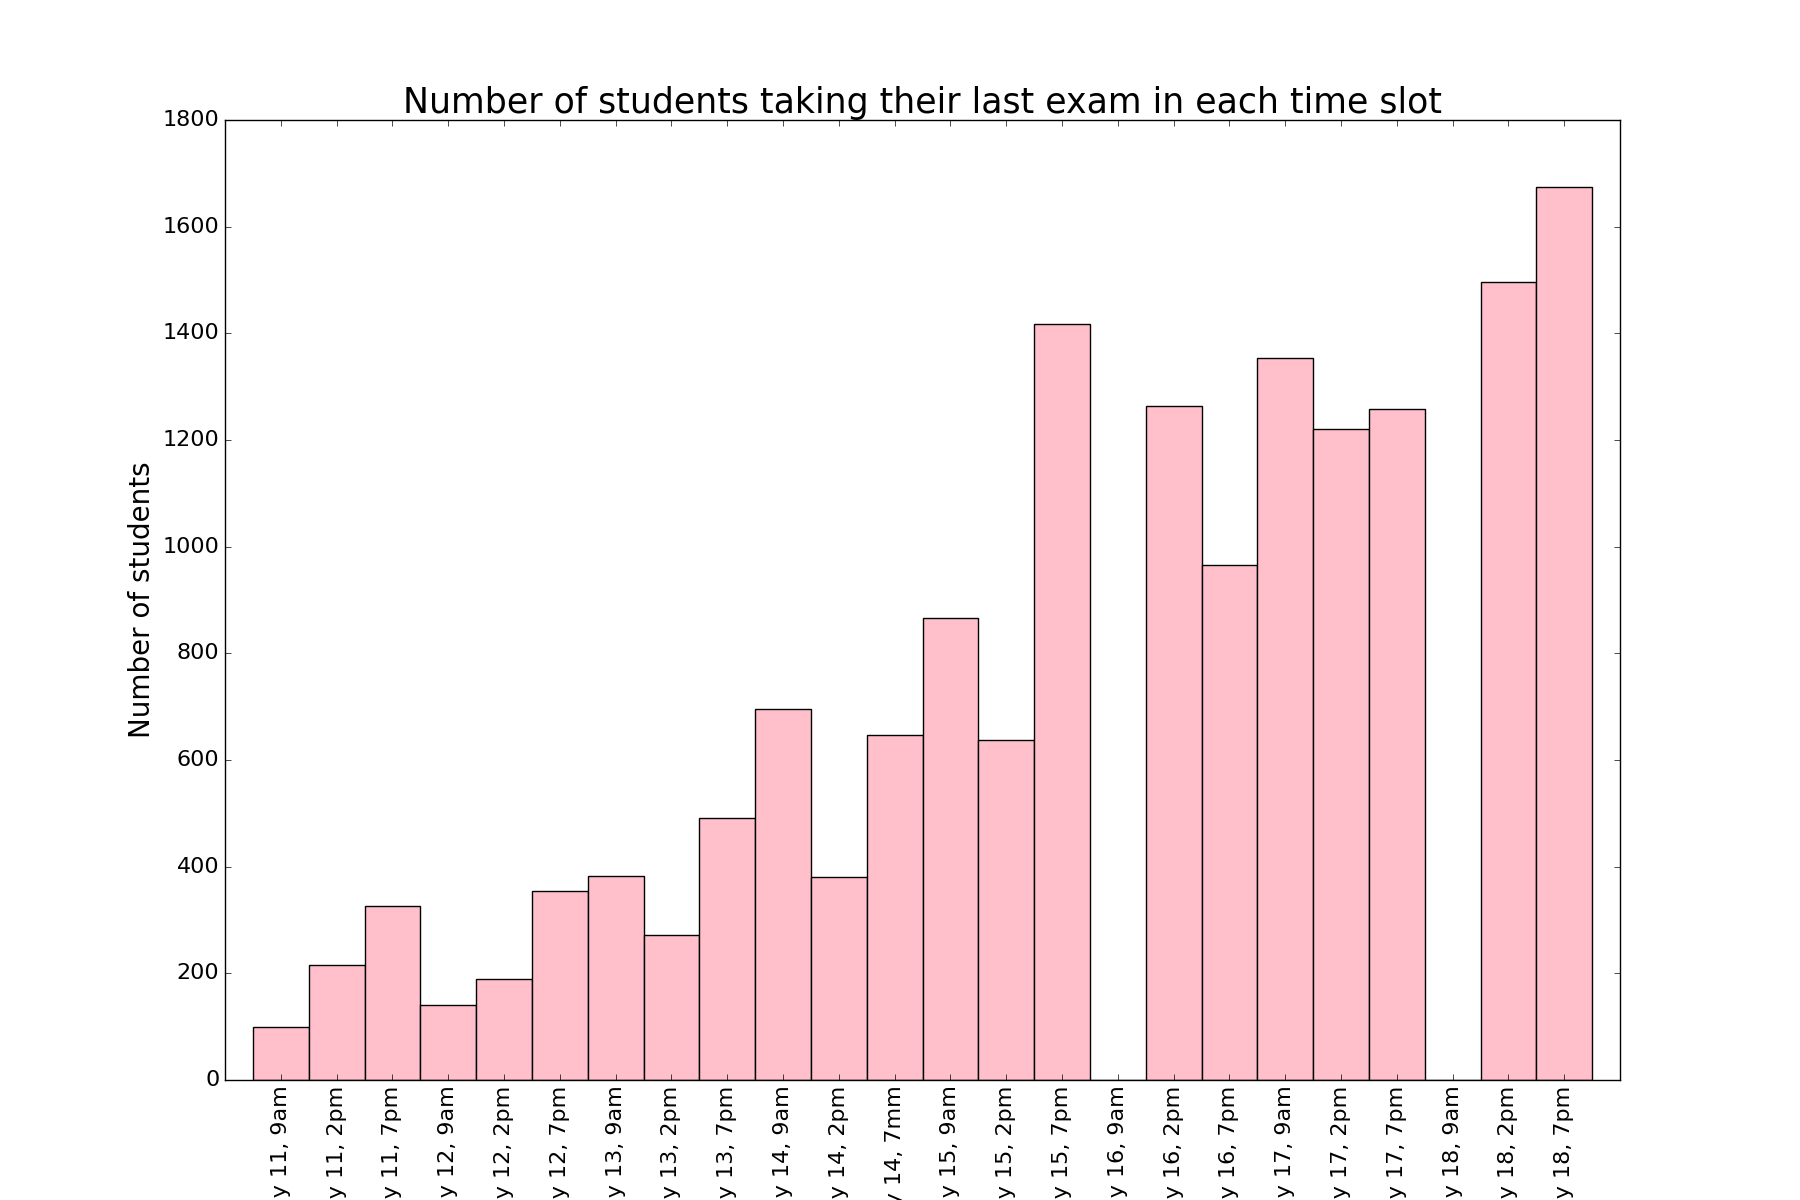 Number of students taking their last exam in each time slot
Number of students
1800
1600
1400
1200
1000
800
600
400
200
0
y 11, 9am
y 11, 2pm
y 11, 7pm
y 12, 9am
y 12, 2pm
y 12, 7pm
y 13, 9am
y 13, 2pm
y 13, 7pm
y 14, 9am
y 14, 2pm
y 14, 7mm
y 15, 9am
y 15, 2pm
y 15, 7pm
y 16, 9am
y 16, 2pm
y 16, 7pm
y 17, 9am
y 17, 2pm
y 17, 7pm
y 18, 9am
y 18, 2pm
y 18, 7pm